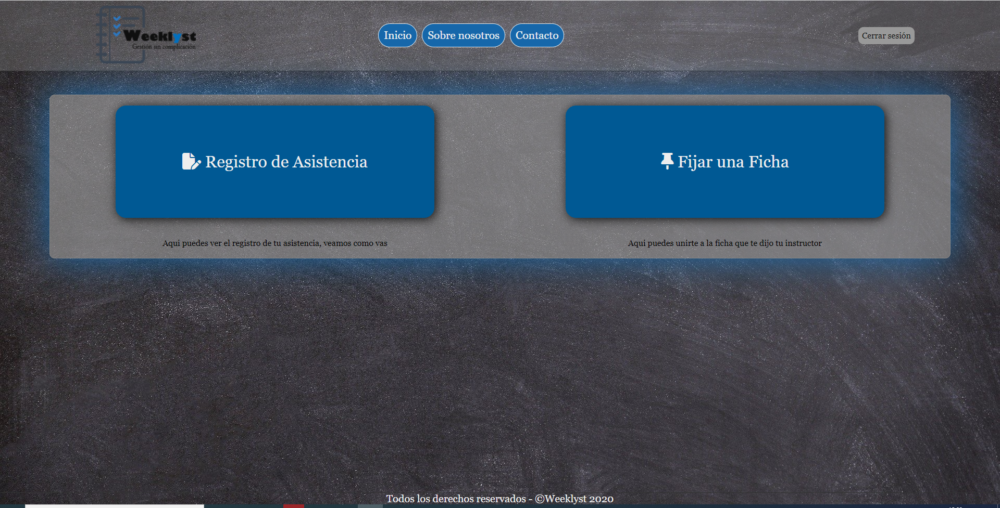 Weeklyst
Gestión sin complicación
Inicio
Sobre nosotros
Contacto
Cerrar sesión
Registro de Asistencia
Fijar una Ficha
Aqui puedes ver el registro de tu asistencia, veamos como vas
Aqui puedes unirte a la ficha que te dijo tu instructor
Todos los derechos reservados - ©Weeklyst 2020